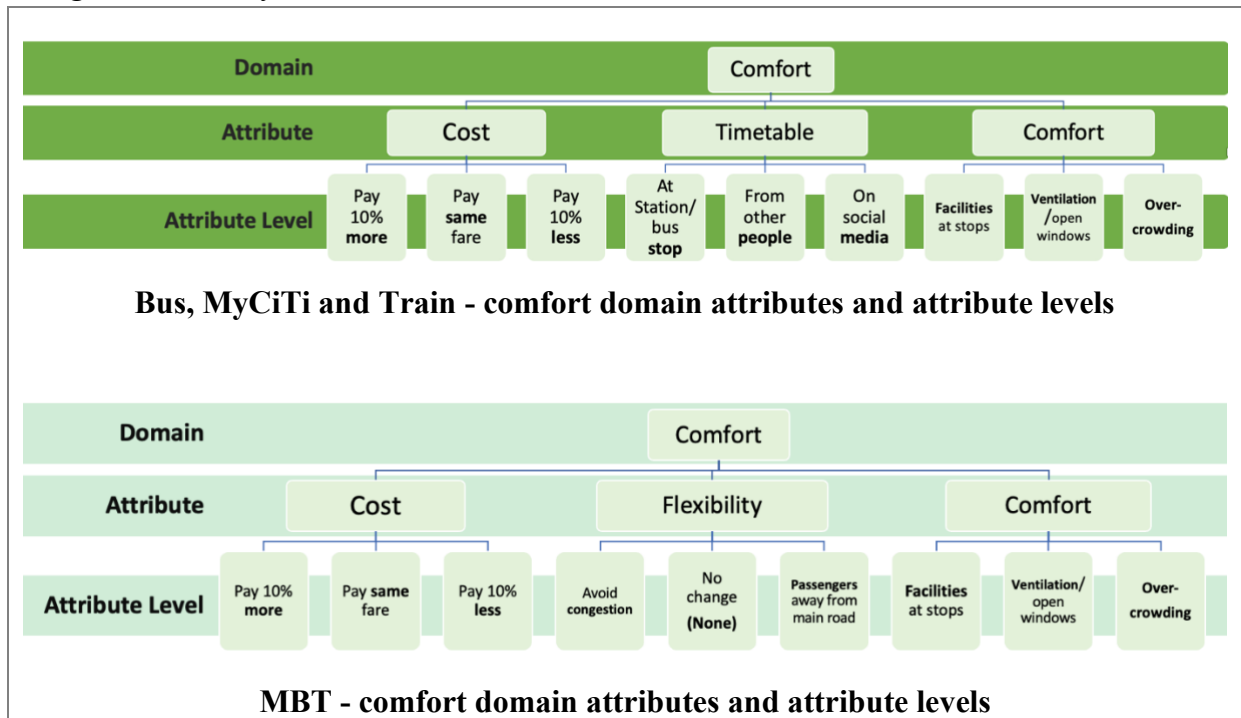 Domain
Comfort
Attribute
Cost
Timetable
Comfort
Attribute Level
Pay
10%
more
Pay
same
fare
Pay
10%
less
At
Station/
bus
stop
From
other
people
On
social
media
Facilities
at stops
Ventilation
/open
windows
Over-
crowding
Bus, MyCiTi and Train - comfort domain attributes and attribute levels
Domain
Comfort
Attribute
Cost
Flexibility
Comfort
Attribute Level
Pay 10%
more
Pay same
fare
Pay 10%
less
Avoid
congestion
No
change
(None)
Passengers
away from
main road
Facilities
at stops
Ventilation/
open
windows
Over-
crowding
MBT - comfort domain attributes and attribute levels